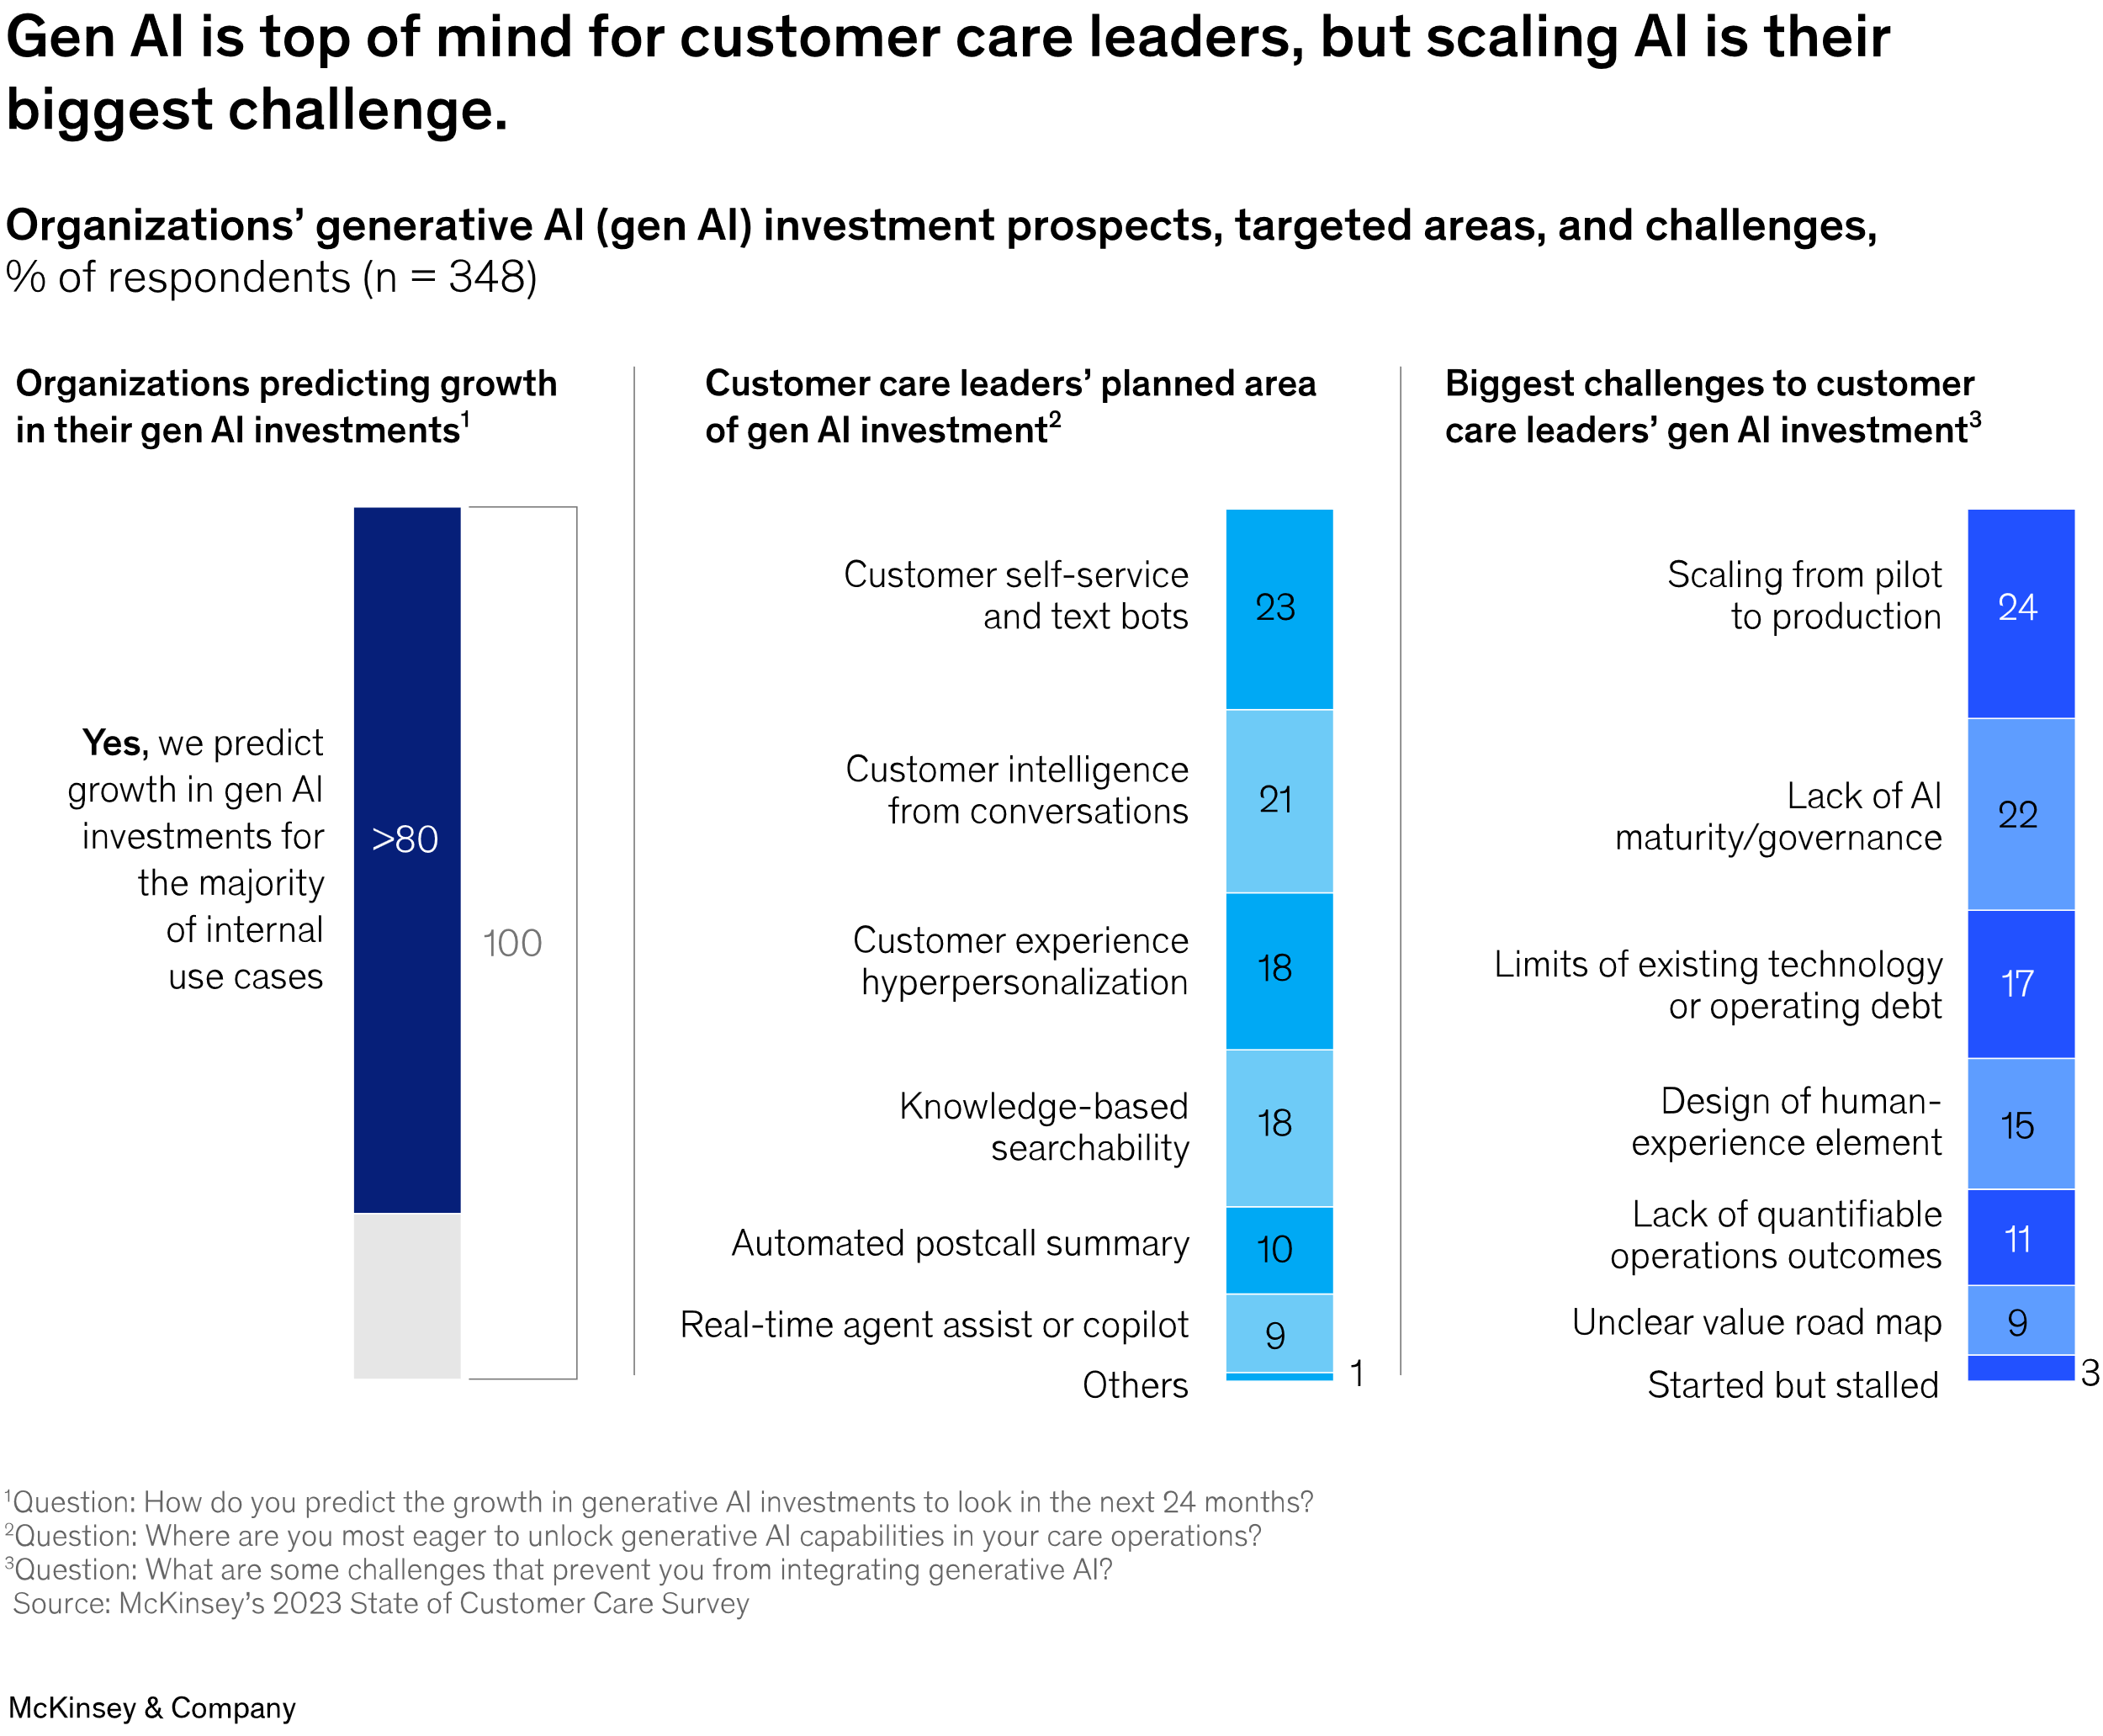 Gen AI is top of mind for customer care leaders, but scaling AI is their
biggest challenge.
Organizations’ generative AI (gen AI) investment prospects, targeted areas, and challenges,
% of respondents (n = 348)
Organizations predicting growth
in their gen AI investments¹
Yes, we predict
growth in gen AI
investments for
the majority
of internal
use cases
>80
100
Customer care leaders’ planned area
of gen AI investment²
Customer self-service
and text bots
23
Customer intelligence
from conversations
21
Customer experience
hyperpersonalization
18
Knowledge-based
searchability
18
Automated postcall summary
10
Real-time agent assist or copilot
9
Others
1
Biggest challenges to customer
care leaders’ gen AI investment³
Scaling from pilot
to production
24
Lack of AI
maturity/governance
22
Limits of existing technology
or operating debt
17
Design of human-
experience element
15
Lack of quantifiable
operations outcomes
11
Unclear value road map
9
Started but stalled
3
¹Question: How do you predict the growth in generative AI investments to look in the next 24 months?
²Question: Where are you most eager to unlock generative AI capabilities in your care operations?
³Question: What are some challenges that prevent you from integrating generative AI?
Source: McKinsey’s 2023 State of Customer Care Survey
McKinsey & Company